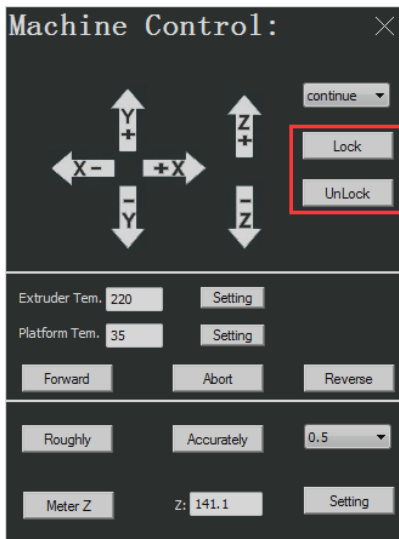 Machine Control:
continue
Y+
Z+
Lock
X- +X
UnLock
-Y
-Z
Extruder Tem. 220 Setting
Platform Tem. 35 Setting
Forward Abort Reverse
Roughly Accurately 0.5
Meter Z Z: 141.1 Setting